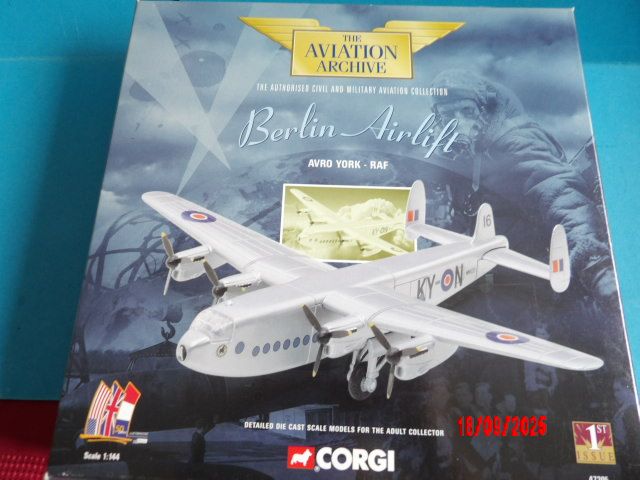 THE
AVIATION
ARCHIVE
THE AUTHORISED CIVIL AND MILITARY AVIATION COLLECTION
Berlin Airlift
AVRO YORK - RAF
16
KY-N
DETAILED DIE CAST SCALE MODELS FOR THE ADULT COLLECTOR
18/09/2025
50
Scale 1:144
CORGI
1ST
ISSUE